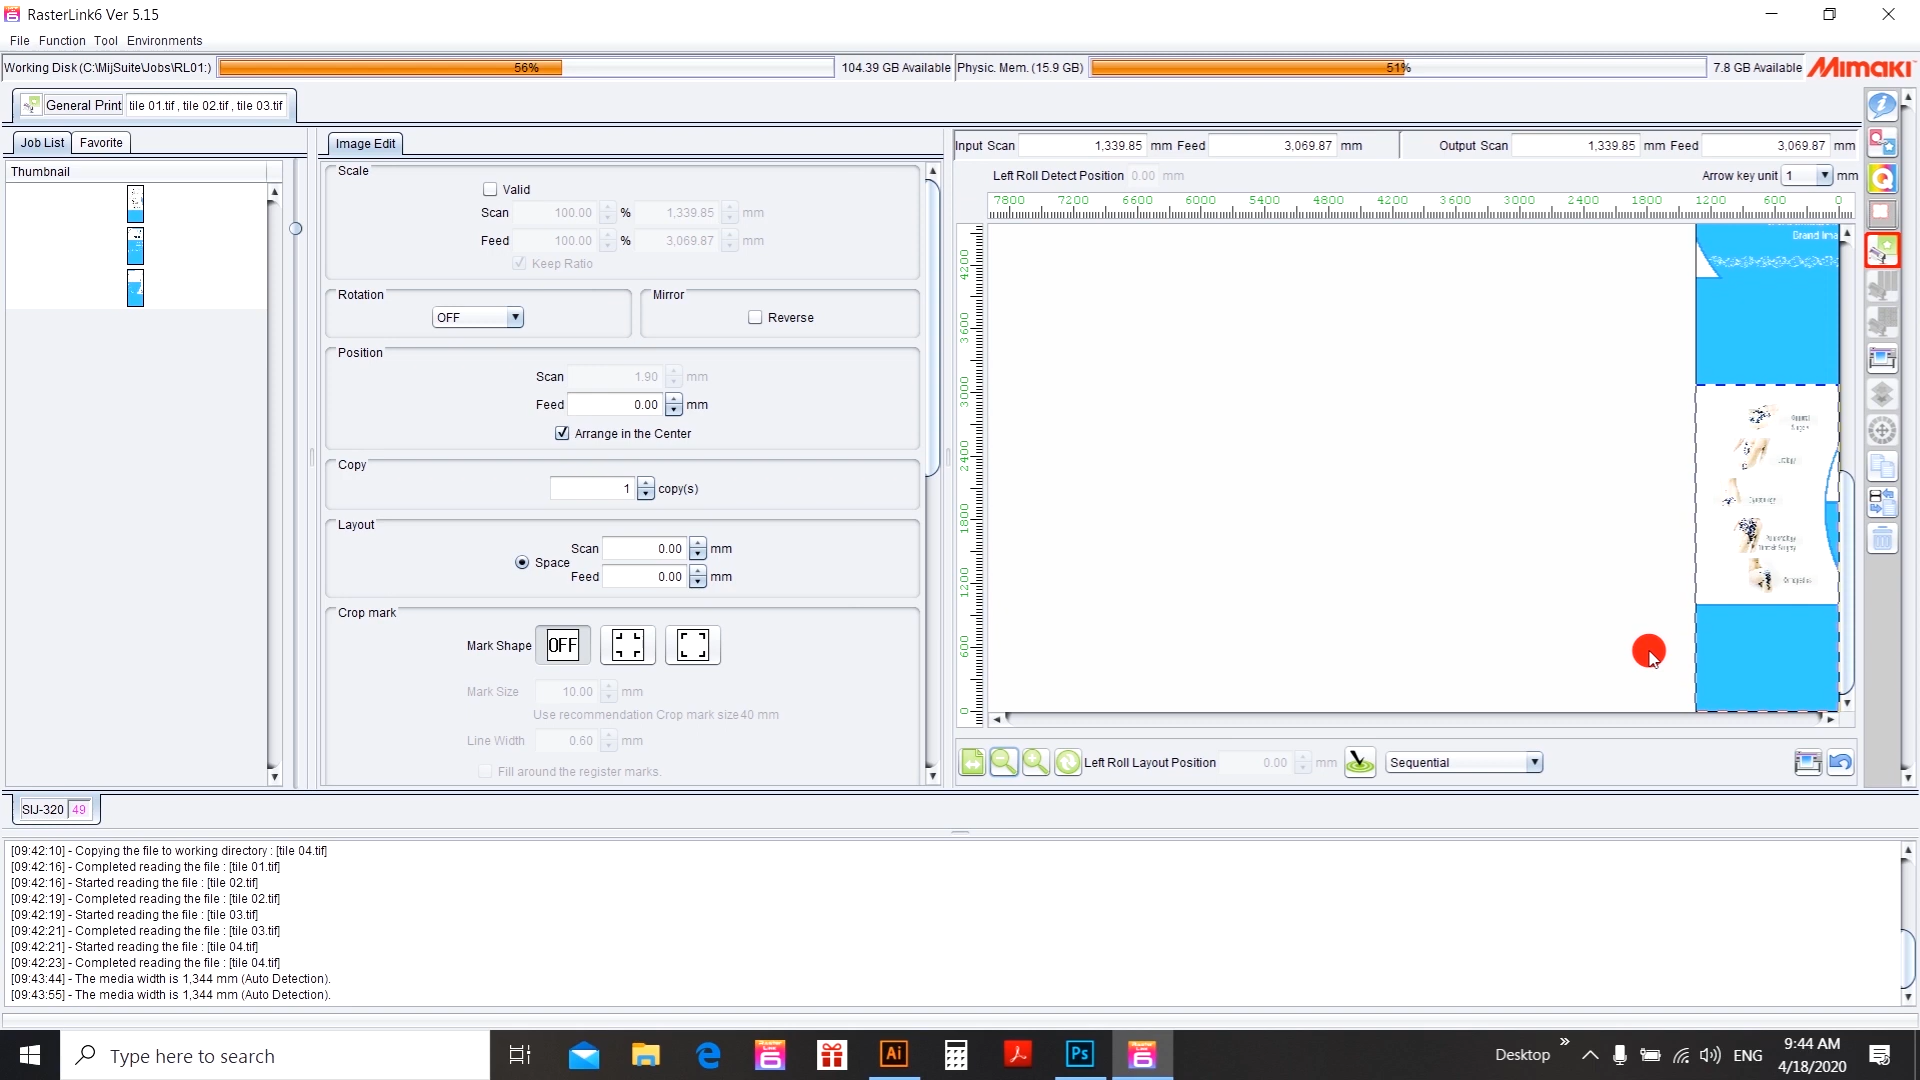 RasterLink6 Ver 5.15
File Function Tool Environments
Working Disk (C:\MijSuite\Jobs\RL01:) 56% 104.39 GB Available Physic. Mem. (15.9 GB) 51% 7.8 GB Available Mimaki
General Print tile 01.tif , tile 02.tif , tile 03.tif
Job List Favorite
Thumbnail
Image Edit
Scale
Valid
Scan 100.00 % 1,339.85 mm
Feed 100.00 % 3,069.87 mm
Keep Ratio
Rotation
OFF
Mirror
Reverse
Position
Scan 1.90 mm
Feed 0.00 mm
Arrange in the Center
Copy
1 copy(s)
Layout
Space
Scan 0.00 mm
Feed 0.00 mm
Crop mark
Mark Shape OFF
Mark Size 10.00 mm
Use recommendation Crop mark size40 mm
Line Width 0.60 mm
Fill around the register marks.
Input Scan 1,339.85 mm Feed 3,069.87 mm Output Scan 1,339.85 mm Feed 3,069.87 mm
Left Roll Detect Position 0.00 mm Arrow key unit 1 mm
7800 7200 6600 6000 5400 4800 4200 3600 3000 2400 1800 1200 600 0
4200
3600
3000
2400
1800
1200
600
0
Brand Ima
Left Roll Layout Position 0.00 mm Sequential
SIJ-320 49
[09:42:10] - Copying the file to working directory : [tile 04.tif]
[09:42:16] - Completed reading the file : [tile 01.tif]
[09:42:16] - Started reading the file : [tile 02.tif]
[09:42:19] - Completed reading the file : [tile 02.tif]
[09:42:19] - Started reading the file : [tile 03.tif]
[09:42:21] - Completed reading the file : [tile 03.tif]
[09:42:21] - Started reading the file : [tile 04.tif]
[09:42:23] - Completed reading the file : [tile 04.tif]
[09:43:44] - The media width is 1,344 mm (Auto Detection).
[09:43:55] - The media width is 1,344 mm (Auto Detection).
Type here to search
Ai
Ps
Desktop
ENG
9:44 AM
4/18/2020